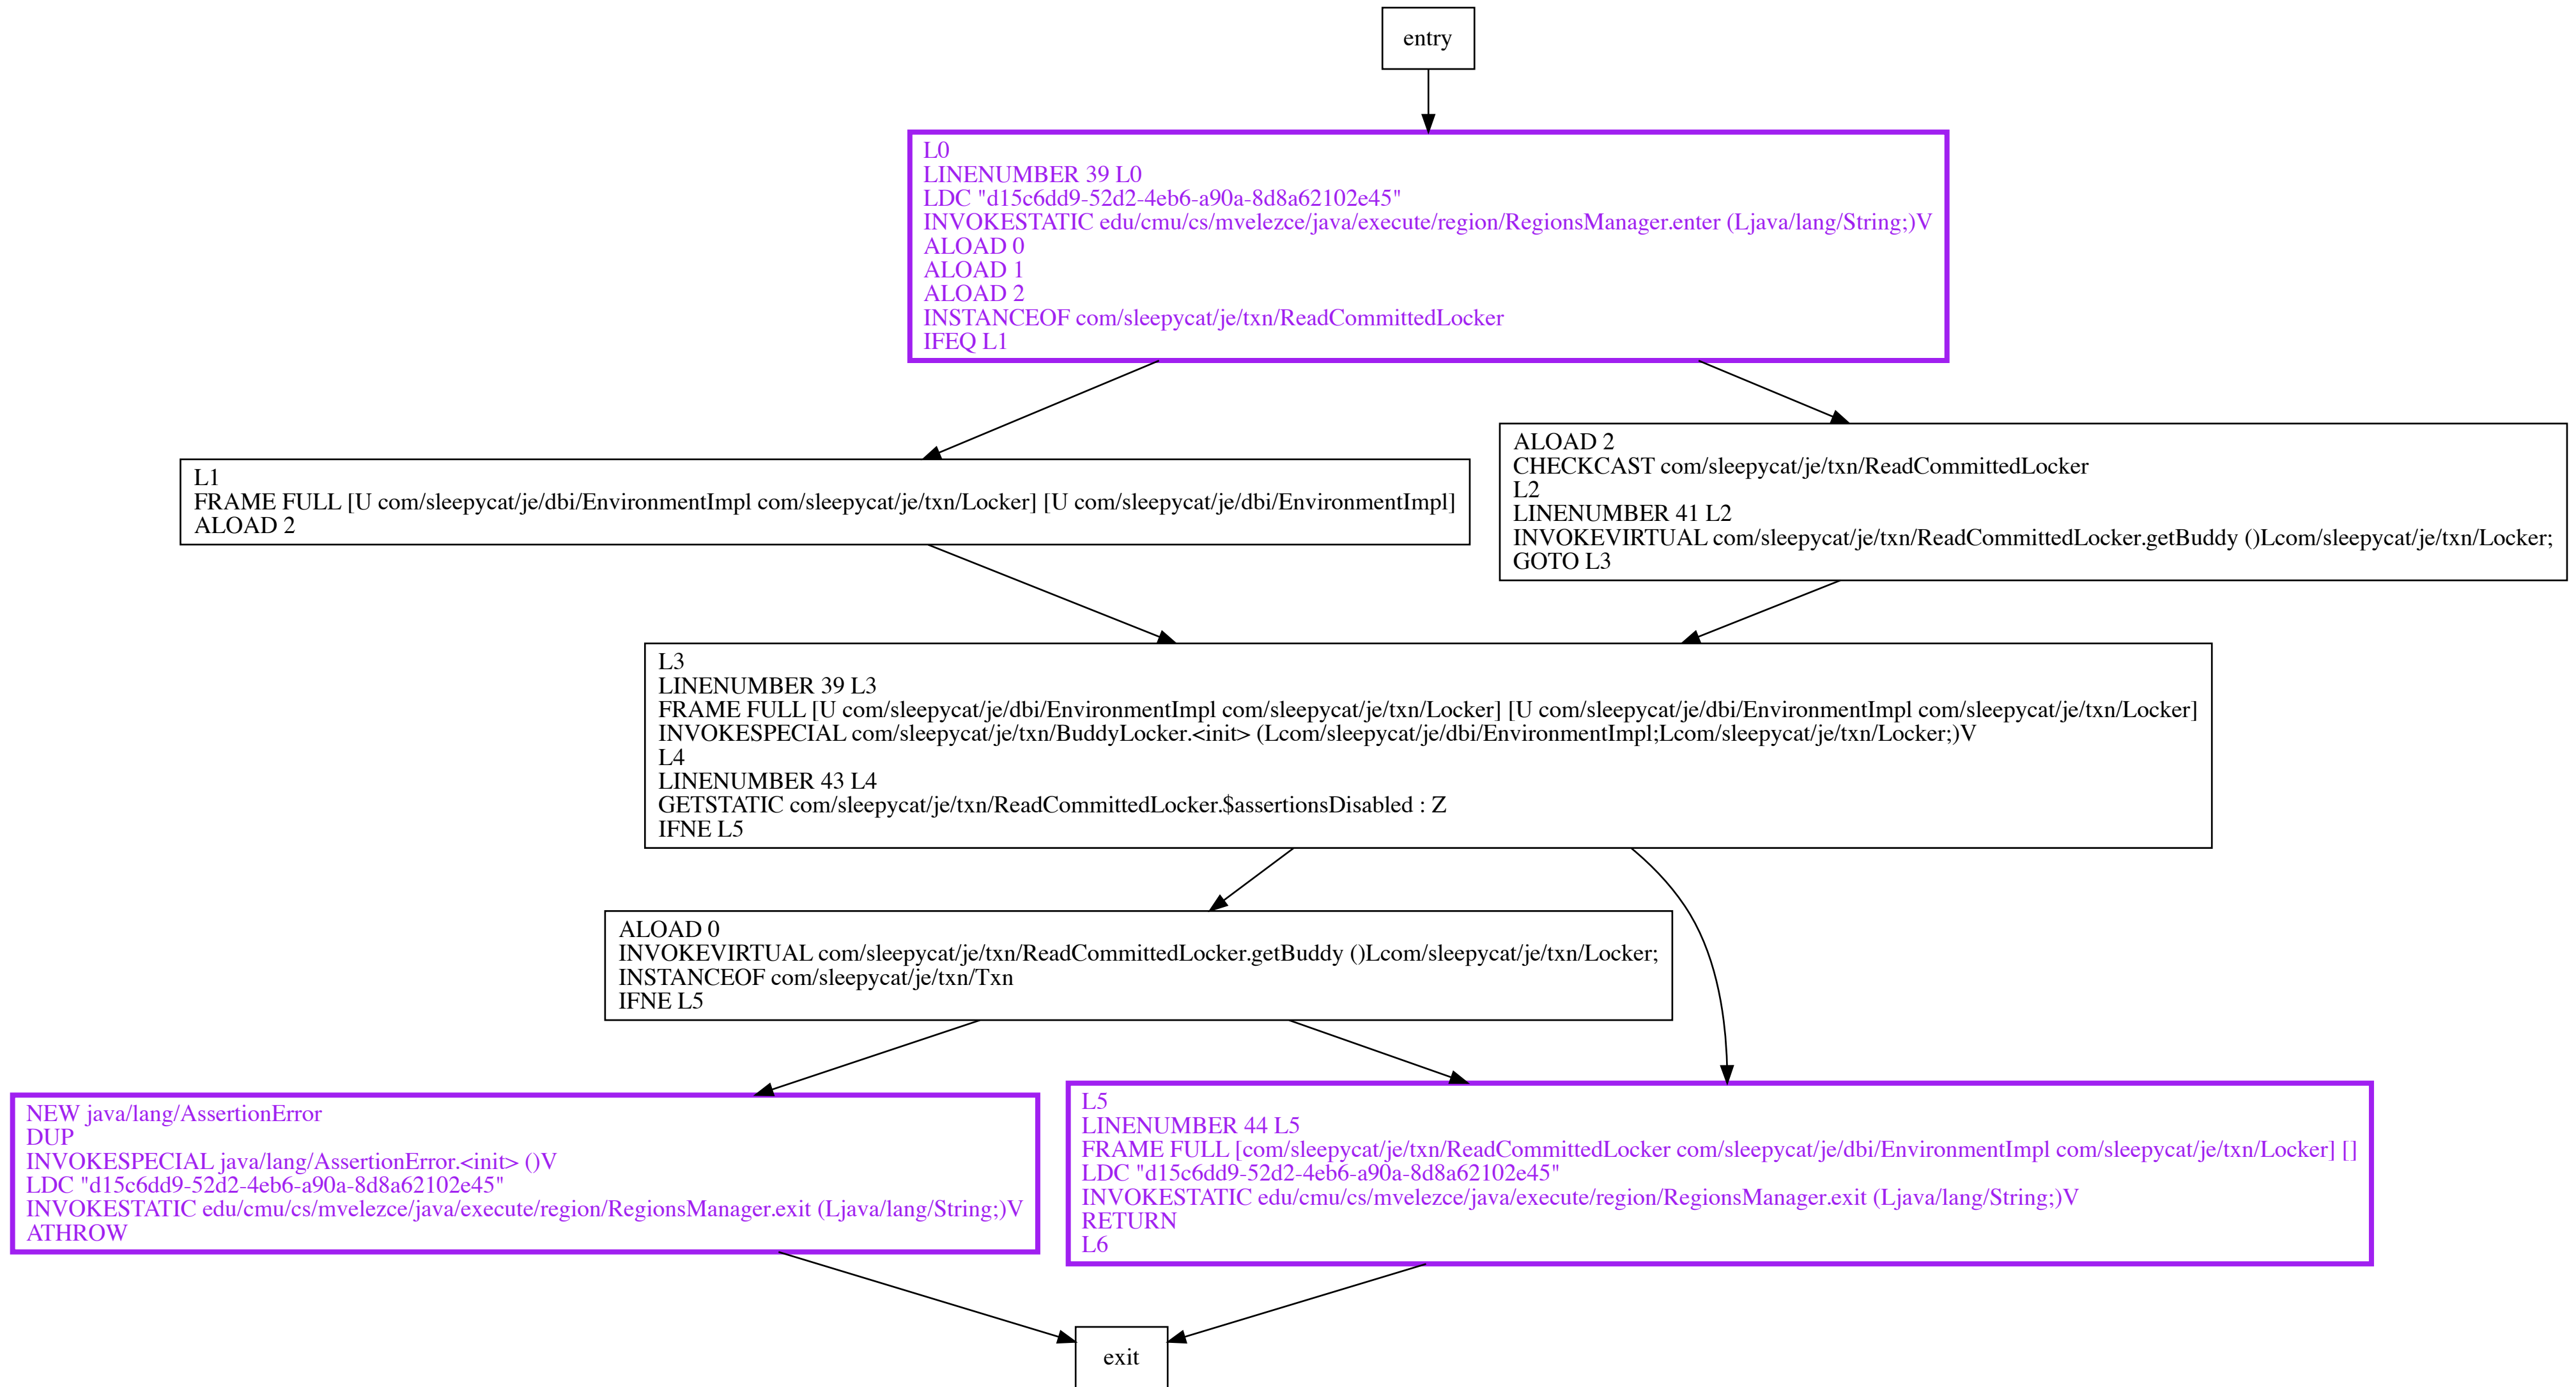 entry
L0
LINENUMBER 39 L0
LDC "d15c6dd9-52d2-4eb6-a90a-8d8a62102e45"
INVOKESTATIC edu/cmu/cs/mvelezce/java/execute/region/RegionsManager.enter (Ljava/lang/String;)V
ALOAD 0
ALOAD 1
ALOAD 2
INSTANCEOF com/sleepycat/je/txn/ReadCommittedLocker
IFEQ L1
L1
FRAME FULL [U com/sleepycat/je/dbi/EnvironmentImpl com/sleepycat/je/txn/Locker] [U com/sleepycat/je/dbi/EnvironmentImpl]
ALOAD 2
ALOAD 2
CHECKCAST com/sleepycat/je/txn/ReadCommittedLocker
L2
LINENUMBER 41 L2
INVOKEVIRTUAL com/sleepycat/je/txn/ReadCommittedLocker.getBuddy ()Lcom/sleepycat/je/txn/Locker;
GOTO L3
L3
LINENUMBER 39 L3
FRAME FULL [U com/sleepycat/je/dbi/EnvironmentImpl com/sleepycat/je/txn/Locker] [U com/sleepycat/je/dbi/EnvironmentImpl com/sleepycat/je/txn/Locker]
INVOKESPECIAL com/sleepycat/je/txn/BuddyLocker.<init> (Lcom/sleepycat/je/dbi/EnvironmentImpl;Lcom/sleepycat/je/txn/Locker;)V
L4
LINENUMBER 43 L4
GETSTATIC com/sleepycat/je/txn/ReadCommittedLocker.$assertionsDisabled : Z
IFNE L5
ALOAD 0
INVOKEVIRTUAL com/sleepycat/je/txn/ReadCommittedLocker.getBuddy ()Lcom/sleepycat/je/txn/Locker;
INSTANCEOF com/sleepycat/je/txn/Txn
IFNE L5
NEW java/lang/AssertionError
DUP
INVOKESPECIAL java/lang/AssertionError.<init> ()V
LDC "d15c6dd9-52d2-4eb6-a90a-8d8a62102e45"
INVOKESTATIC edu/cmu/cs/mvelezce/java/execute/region/RegionsManager.exit (Ljava/lang/String;)V
ATHROW
L5
LINENUMBER 44 L5
FRAME FULL [com/sleepycat/je/txn/ReadCommittedLocker com/sleepycat/je/dbi/EnvironmentImpl com/sleepycat/je/txn/Locker] []
LDC "d15c6dd9-52d2-4eb6-a90a-8d8a62102e45"
INVOKESTATIC edu/cmu/cs/mvelezce/java/execute/region/RegionsManager.exit (Ljava/lang/String;)V
RETURN
L6
exit